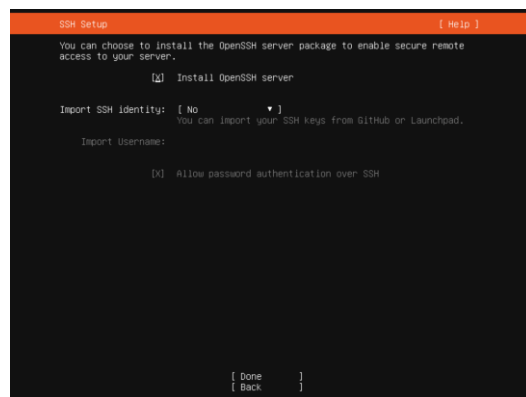 SSH Setup [ Help ]
You can choose to install the OpenSSH server package to enable secure remote
access to your server.
[X] Install OpenSSH server
Import SSH identity: [ No ▾ ]
You can import your SSH keys from GitHub or Launchpad.
Import Username:
[X] Allow password authentication over SSH
[ Done ]
[ Back ]